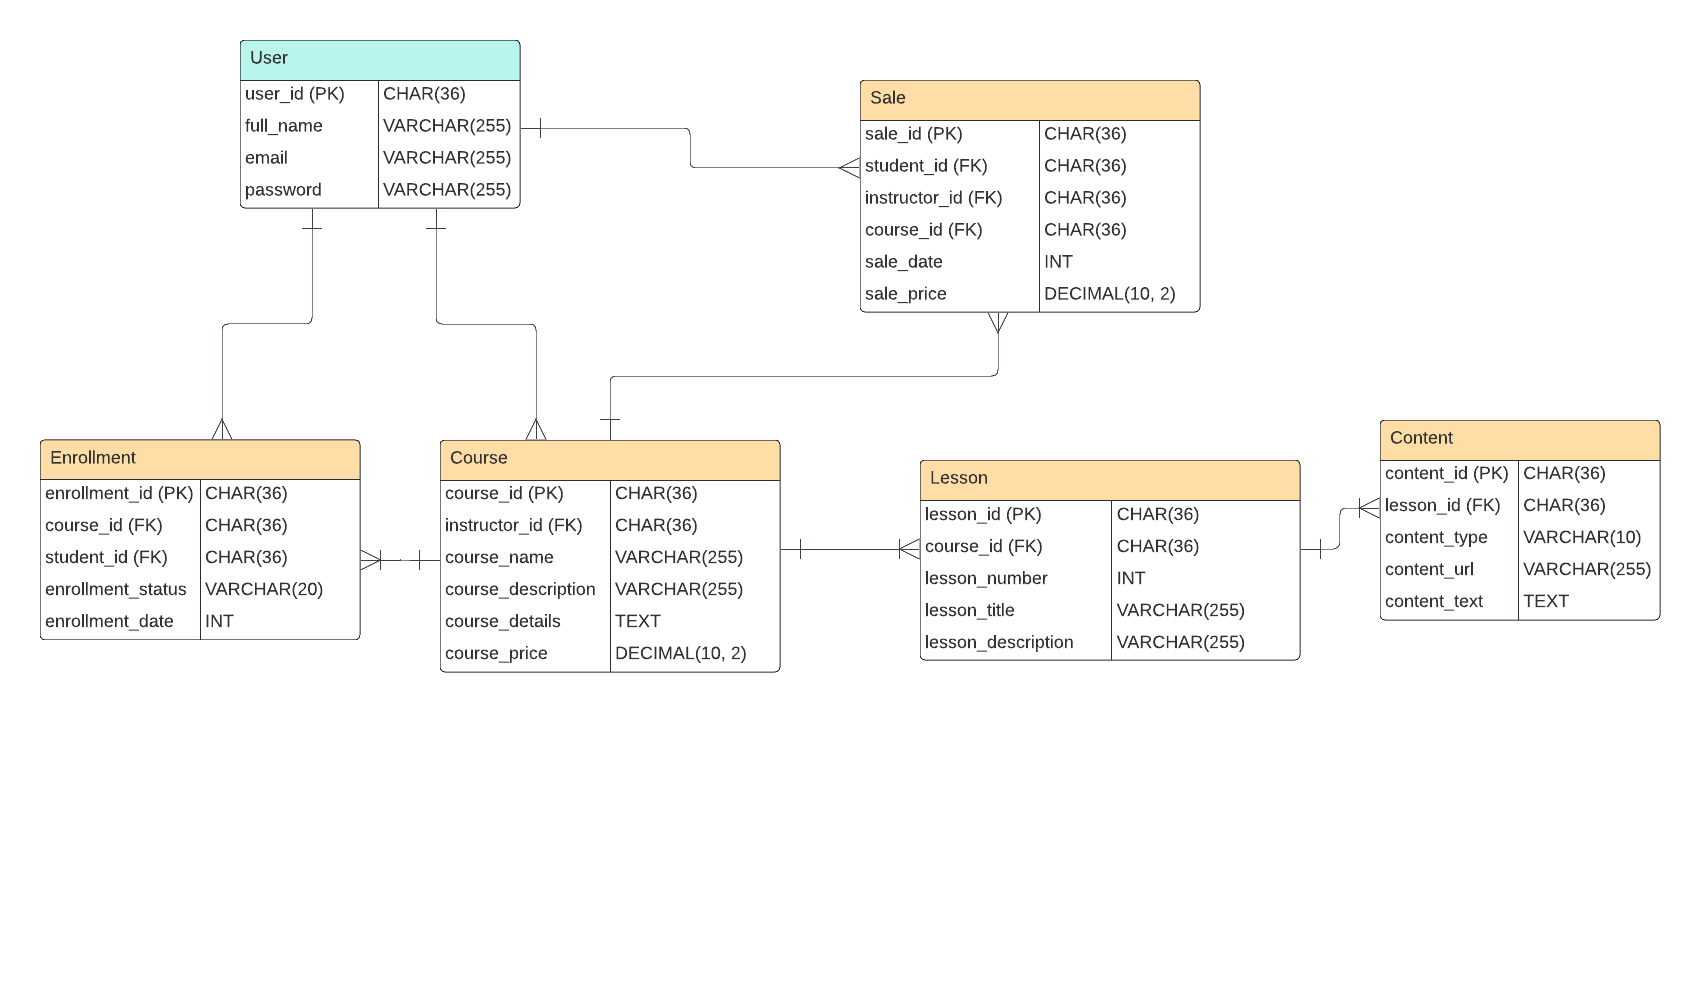 User
user_id (PK) CHAR(36)
full_name VARCHAR(255)
email VARCHAR(255)
password VARCHAR(255)
Sale
sale_id (PK) CHAR(36)
student_id (FK) CHAR(36)
instructor_id (FK) CHAR(36)
course_id (FK) CHAR(36)
sale_date INT
sale_price DECIMAL(10, 2)
Enrollment
enrollment_id (PK) CHAR(36)
course_id (FK) CHAR(36)
student_id (FK) CHAR(36)
enrollment_status VARCHAR(20)
enrollment_date INT
Course
course_id (PK) CHAR(36)
instructor_id (FK) CHAR(36)
course_name VARCHAR(255)
course_description VARCHAR(255)
course_details TEXT
course_price DECIMAL(10, 2)
Lesson
lesson_id (PK) CHAR(36)
course_id (FK) CHAR(36)
lesson_number INT
lesson_title VARCHAR(255)
lesson_description VARCHAR(255)
Content
content_id (PK) CHAR(36)
lesson_id (FK) CHAR(36)
content_type VARCHAR(10)
content_url VARCHAR(255)
content_text TEXT